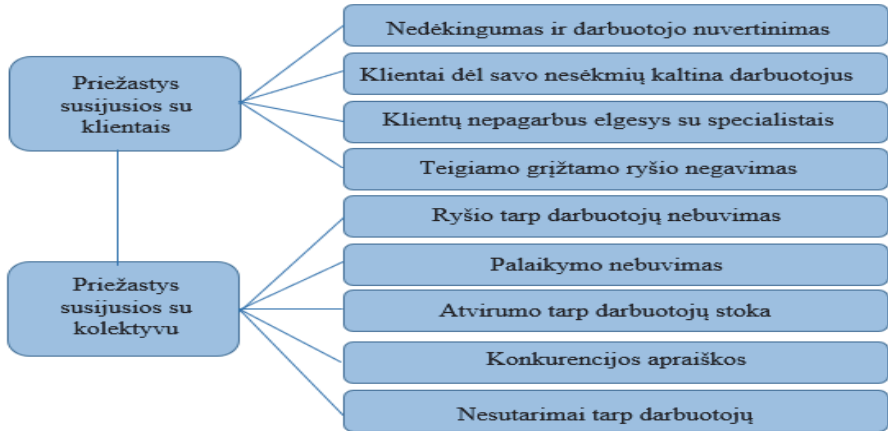 Priežastys
susijusios su
klientais
Nedėkingumas ir darbuotojo nuvertinimas
Klientai dėl savo nesėkmių kaltina darbuotojus
Klientų nepagarbus elgesys su specialistais
Teigiamo grįžtamo ryšio negavimas
Priežastys
susijusios su
kolektyvu
Ryšio tarp darbuotojų nebuvimas
Palaikymo nebuvimas
Atvirumo tarp darbuotojų stoka
Konkurencijos apraiškos
Nesutarimai tarp darbuotojų